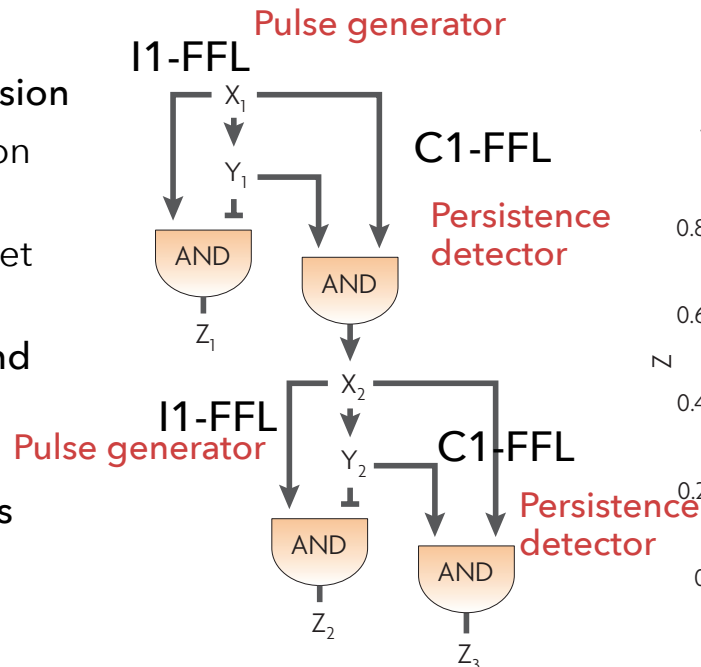 Pulse generator
I1-FFL
sion
X₁
on
C1-FFL
Y₁
Persistence
detector
0.8
et
AND
AND
0.6
Z₁
nd
Z
X₂
0.4
I1-FFL
Pulse generator
C1-FFL
Y₂
0.2
s
Persistence
detector
AND
AND
0
Z₂
Z₃